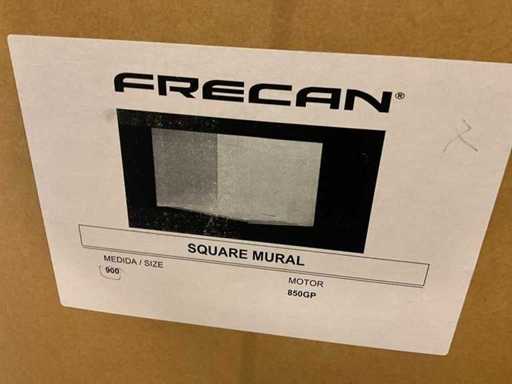 FRECAN®
SQUARE MURAL
MEDIDA / SIZE
900
MOTOR
850GP